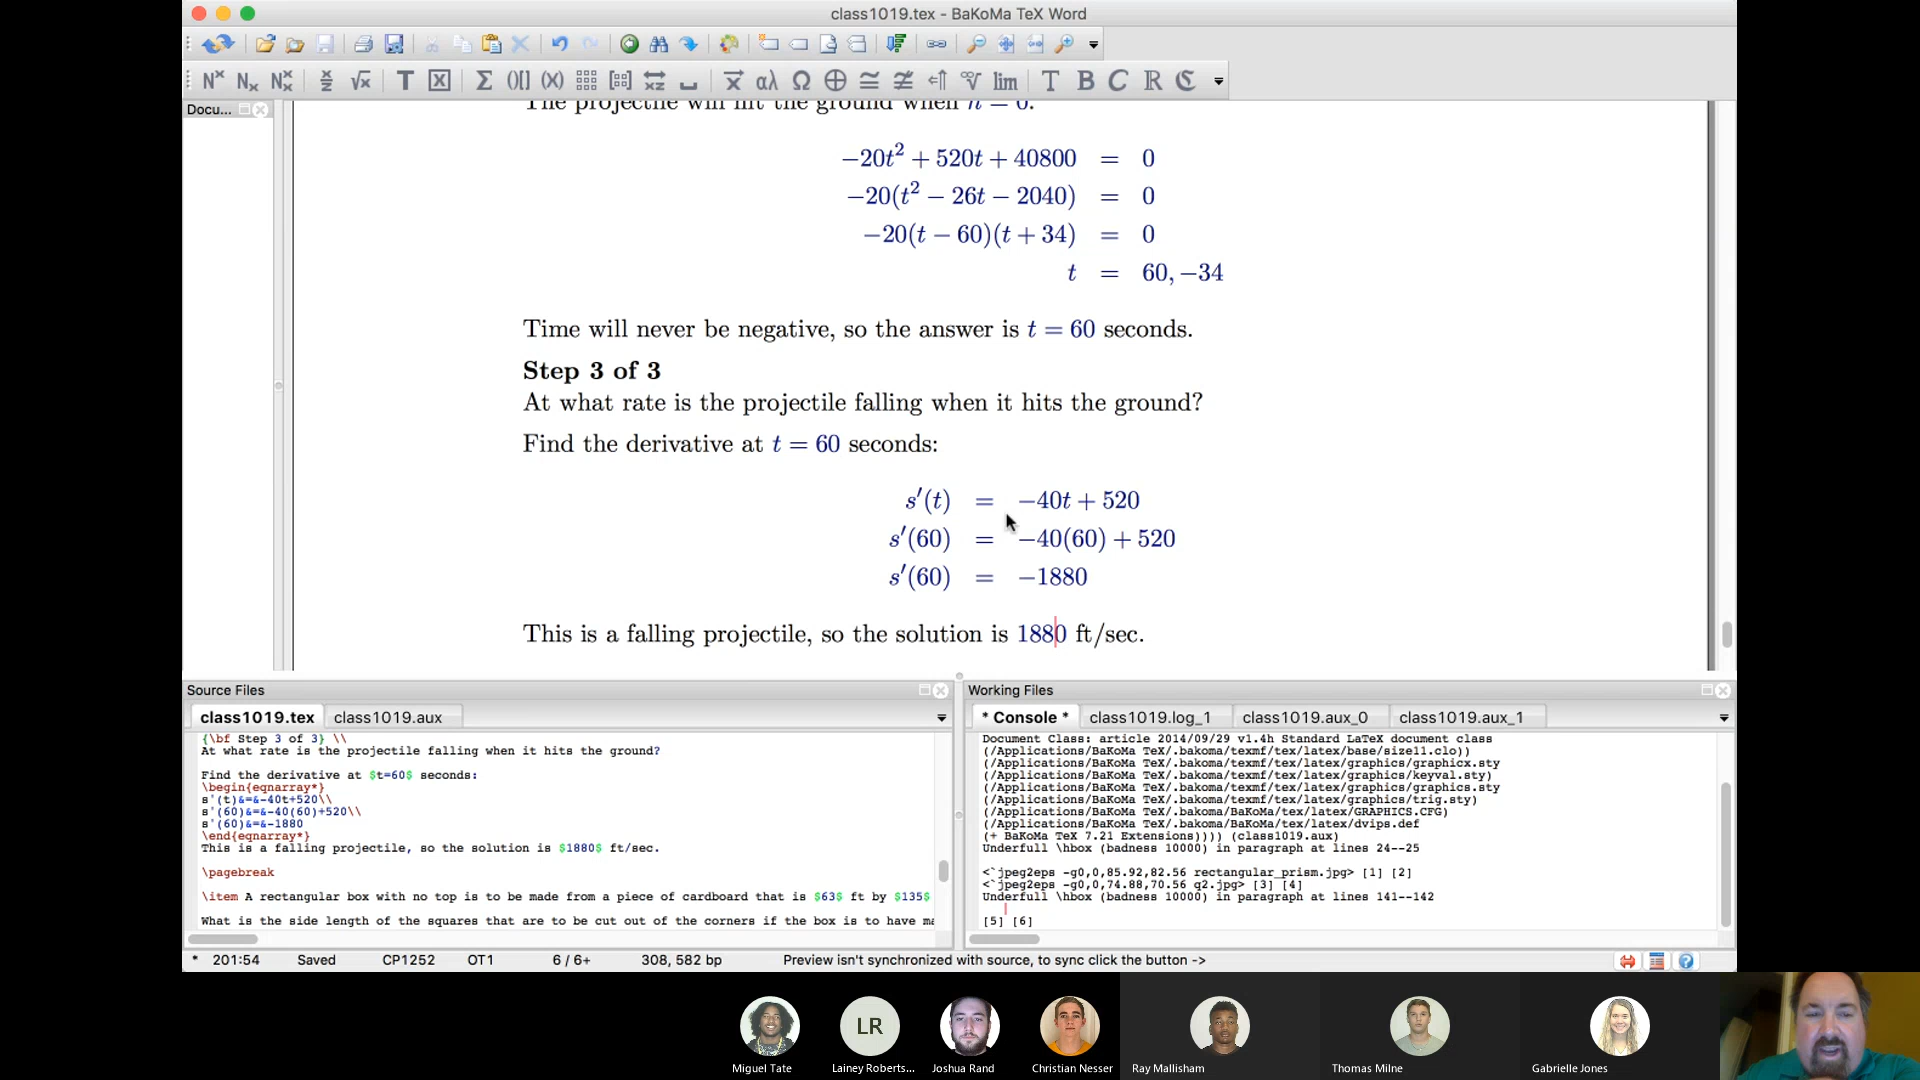 class1019.tex - BaKoMa TeX Word
Docu...
The projectile will hit the ground when h = 0.
−20t² + 520t + 40800 = 0
−20(t² − 26t − 2040) = 0
−20(t − 60)(t + 34) = 0
t = 60, −34
Time will never be negative, so the answer is t = 60 seconds.
Step 3 of 3
At what rate is the projectile falling when it hits the ground?
Find the derivative at t = 60 seconds:
s′(t) = −40t + 520
s′(60) = −40(60) + 520
s′(60) = −1880
This is a falling projectile, so the solution is 1880 ft/sec.
Source Files
class1019.tex class1019.aux
{\bf Step 3 of 3} \\
At what rate is the projectile falling when it hits the ground?
Find the derivative at $t=60$ seconds:
\begin{eqnarray*}
s'(t)&=&-40t+520\\
s'(60)&=&-40(60)+520\\
s'(60)&=&-1880
\end{eqnarray*}
This is a falling projectile, so the solution is $1880$ ft/sec.
\pagebreak
\item A rectangular box with no top is to be made from a piece of cardboard that is $63$ ft by $135$
What is the side length of the squares that are to be cut out of the corners if the box is to have ma
Working Files
* Console * class1019.log_1 class1019.aux_0 class1019.aux_1
Document Class: article 2014/09/29 v1.4h Standard LaTeX document class
(/Applications/BaKoMa TeX/.bakoma/texmf/tex/latex/base/size11.clo))
(/Applications/BaKoMa TeX/.bakoma/texmf/tex/latex/graphics/graphicx.sty
(/Applications/BaKoMa TeX/.bakoma/texmf/tex/latex/graphics/keyval.sty)
(/Applications/BaKoMa TeX/.bakoma/texmf/tex/latex/graphics/graphics.sty
(/Applications/BaKoMa TeX/.bakoma/texmf/tex/latex/graphics/trig.sty)
(/Applications/BaKoMa TeX/.bakoma/BaKoMa/tex/latex/GRAPHICS.CFG)
(/Applications/BaKoMa TeX/.bakoma/BaKoMa/tex/latex/dvips.def
(+ BaKoMa TeX 7.21 Extensions)))) (class1019.aux)
Underfull \hbox (badness 10000) in paragraph at lines 24--25
<`jpeg2eps -g0,0,85.92,82.56 rectangular_prism.jpg> [1] [2]
<`jpeg2eps -g0,0,74.88,70.56 q2.jpg> [3] [4]
Underfull \hbox (badness 10000) in paragraph at lines 141--142
[5] [6]
* 201:54 Saved CP1252 OT1 6 / 6+ 308, 582 bp Preview isn't synchronized with source, to sync click the button ->
LR
Miguel Tate Lainey Roberts... Joshua Rand Christian Nesser Ray Mallisham Thomas Milne Gabrielle Jones